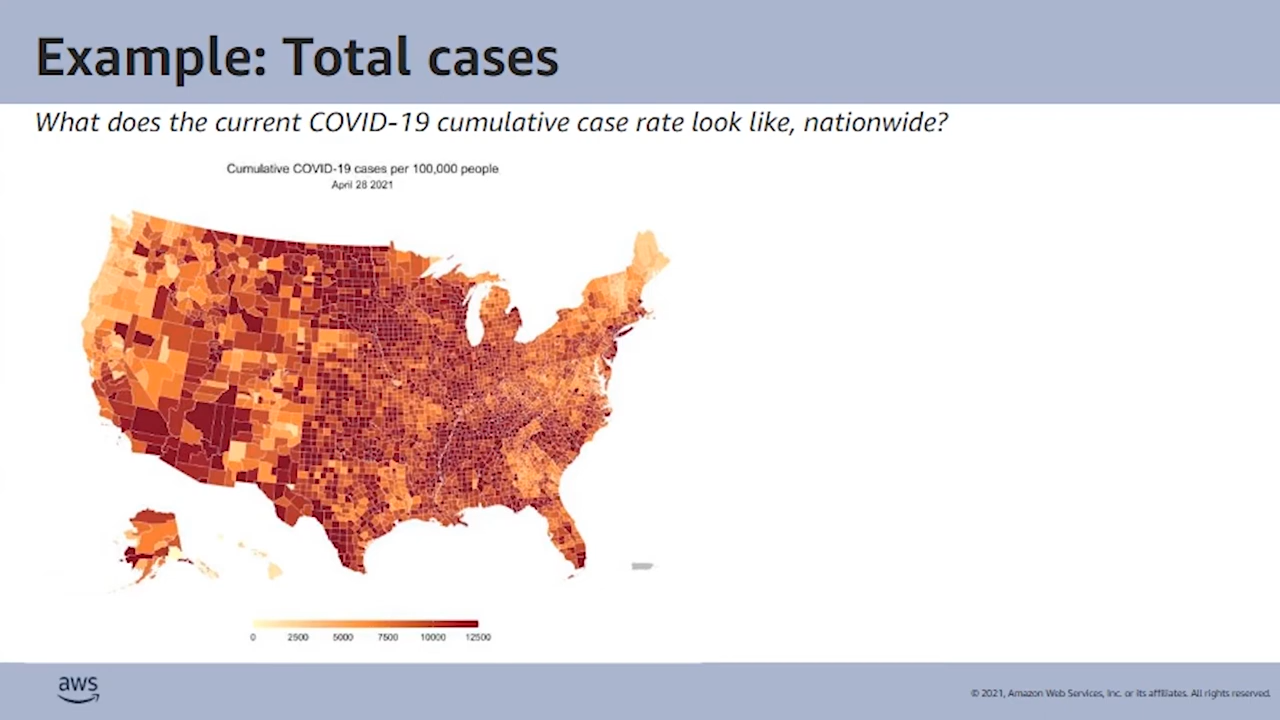 Example: Total cases
What does the current COVID-19 cumulative case rate look like, nationwide?
Cumulative COVID-19 cases per 100,000 people
April 28 2021
0 2500 5000 7500 10000 12500
aws
© 2021, Amazon Web Services, Inc. or its affiliates. All rights reserved.